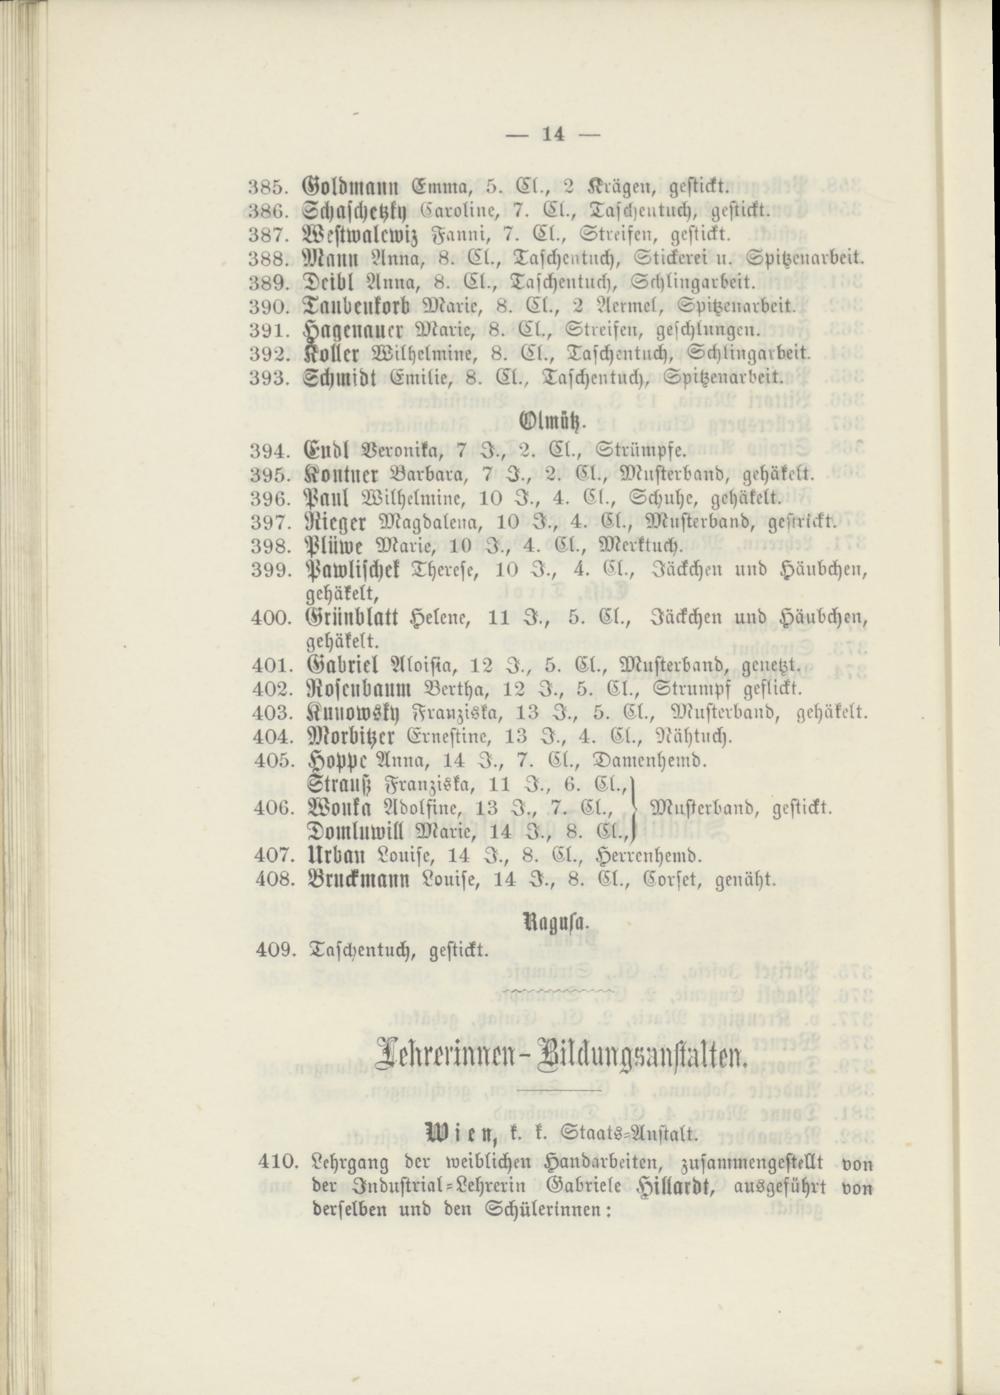 — 14 —
385. Goldmann Emma, 5. Cl., 2 Krägen, gestickt.
386. Schaschetzky Caroline, 7. Cl., Taschentuch, gestickt.
387. Westwalewiz Fanni, 7. Cl., Streifen, gestickt.
388. Mann Anna, 8. Cl., Taschentuch, Stickerei u. Spitzenarbeit.
389. Deibl Anna, 8. Cl., Taschentuch, Schlingarbeit.
390. Taubenkorb Marie, 8. Cl., 2 Aermel, Spitzenarbeit.
391. Hagenauer Marie, 8. Cl., Streifen, geschlungen.
392. Koller Wilhelmine, 8. Cl., Taschentuch, Schlingarbeit.
393. Schmidt Emilie, 8. Cl., Taschentuch, Spitzenarbeit.
Olmütz.
394. Endl Veronika, 7 J., 2. Cl., Strümpfe.
395. Kontner Barbara, 7 J., 2. Cl., Musterband, gehäkelt.
396. Paul Wilhelmine, 10 J., 4. Cl., Schuhe, gehäkelt.
397. Rieger Magdalena, 10 J., 4. Cl., Musterband, gestrickt.
398. Plüwe Marie, 10 J., 4. Cl., Merktuch.
399. Pawlischek Therese, 10 J., 4. Cl., Jäckchen und Häubchen,
gehäkelt,
400. Grünblatt Helene, 11 J., 5. Cl., Jäckchen und Häubchen,
gehäkelt.
401. Gabriel Aloisia, 12 J., 5. Cl., Musterband, genetzt.
402. Rosenbaum Bertha, 12 J., 5. Cl., Strumpf geflickt.
403. Kunowsky Franziska, 13 J., 5. Cl., Musterband, gehäkelt.
404. Morbitzer Ernestine, 13 J., 4. Cl., Nähtuch.
405. Hoppe Anna, 14 J., 7. Cl., Damenhemd.
Strauß Franziska, 11 J., 6. Cl.,
406. Wonka Adolfine, 13 J., 7. Cl., } Musterband, gestickt.
Domluwill Marie, 14 J., 8. Cl.,
407. Urban Louise, 14 J., 8. Cl., Herrenhemd.
408. Bruckmann Louise, 14 J., 8. Cl., Corset, genäht.
Ragusa.
409. Taschentuch, gestickt.
Lehrerinnen-Bildungsanstalten.
Wien, k. k. Staats-Anstalt.
410. Lehrgang der weiblichen Handarbeiten, zusammengestellt von
der Industrial-Lehrerin Gabriele Hillardt, ausgeführt von
derselben und den Schülerinnen: